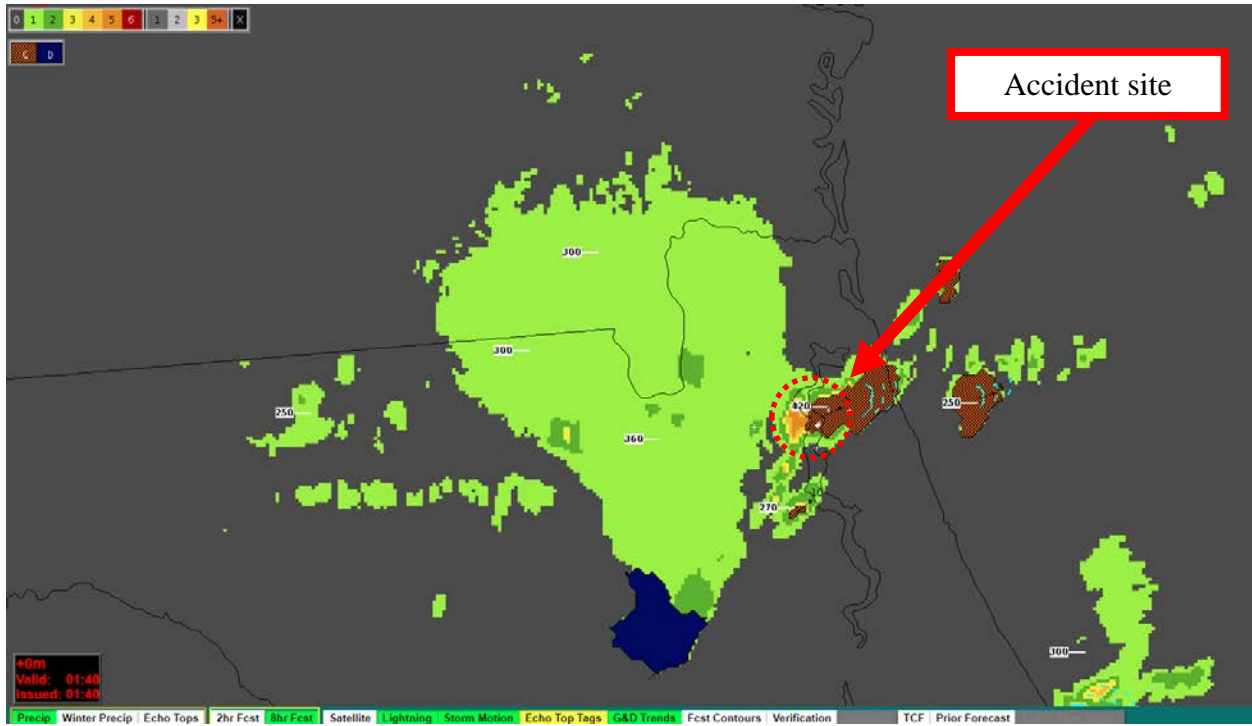 0 1 2 3 4 5 6 1 2 3 5+ X
G D
Accident site
300
300
250
420
250
360
270
10
300
+0m
Valid: 01:40
Issued: 01:40
Precip Winter Precip Echo Tops 2hr Fcst 8hr Fcst Satellite Lightning Storm Motion Echo Top Tags G&D Trends Fcst Contours Verification TCF Prior Forecast